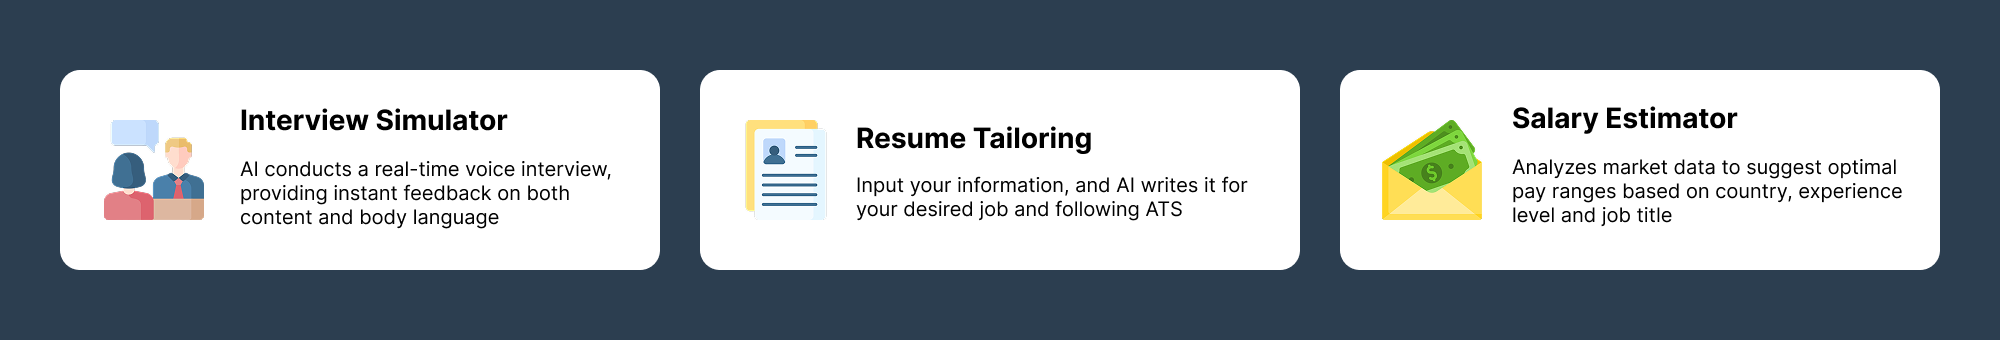 Interview Simulator
AI conducts a real-time voice interview,
providing instant feedback on both
content and body language
Resume Tailoring
Input your information, and AI writes it for
your desired job and following ATS
Salary Estimator
Analyzes market data to suggest optimal
pay ranges based on country, experience
level and job title